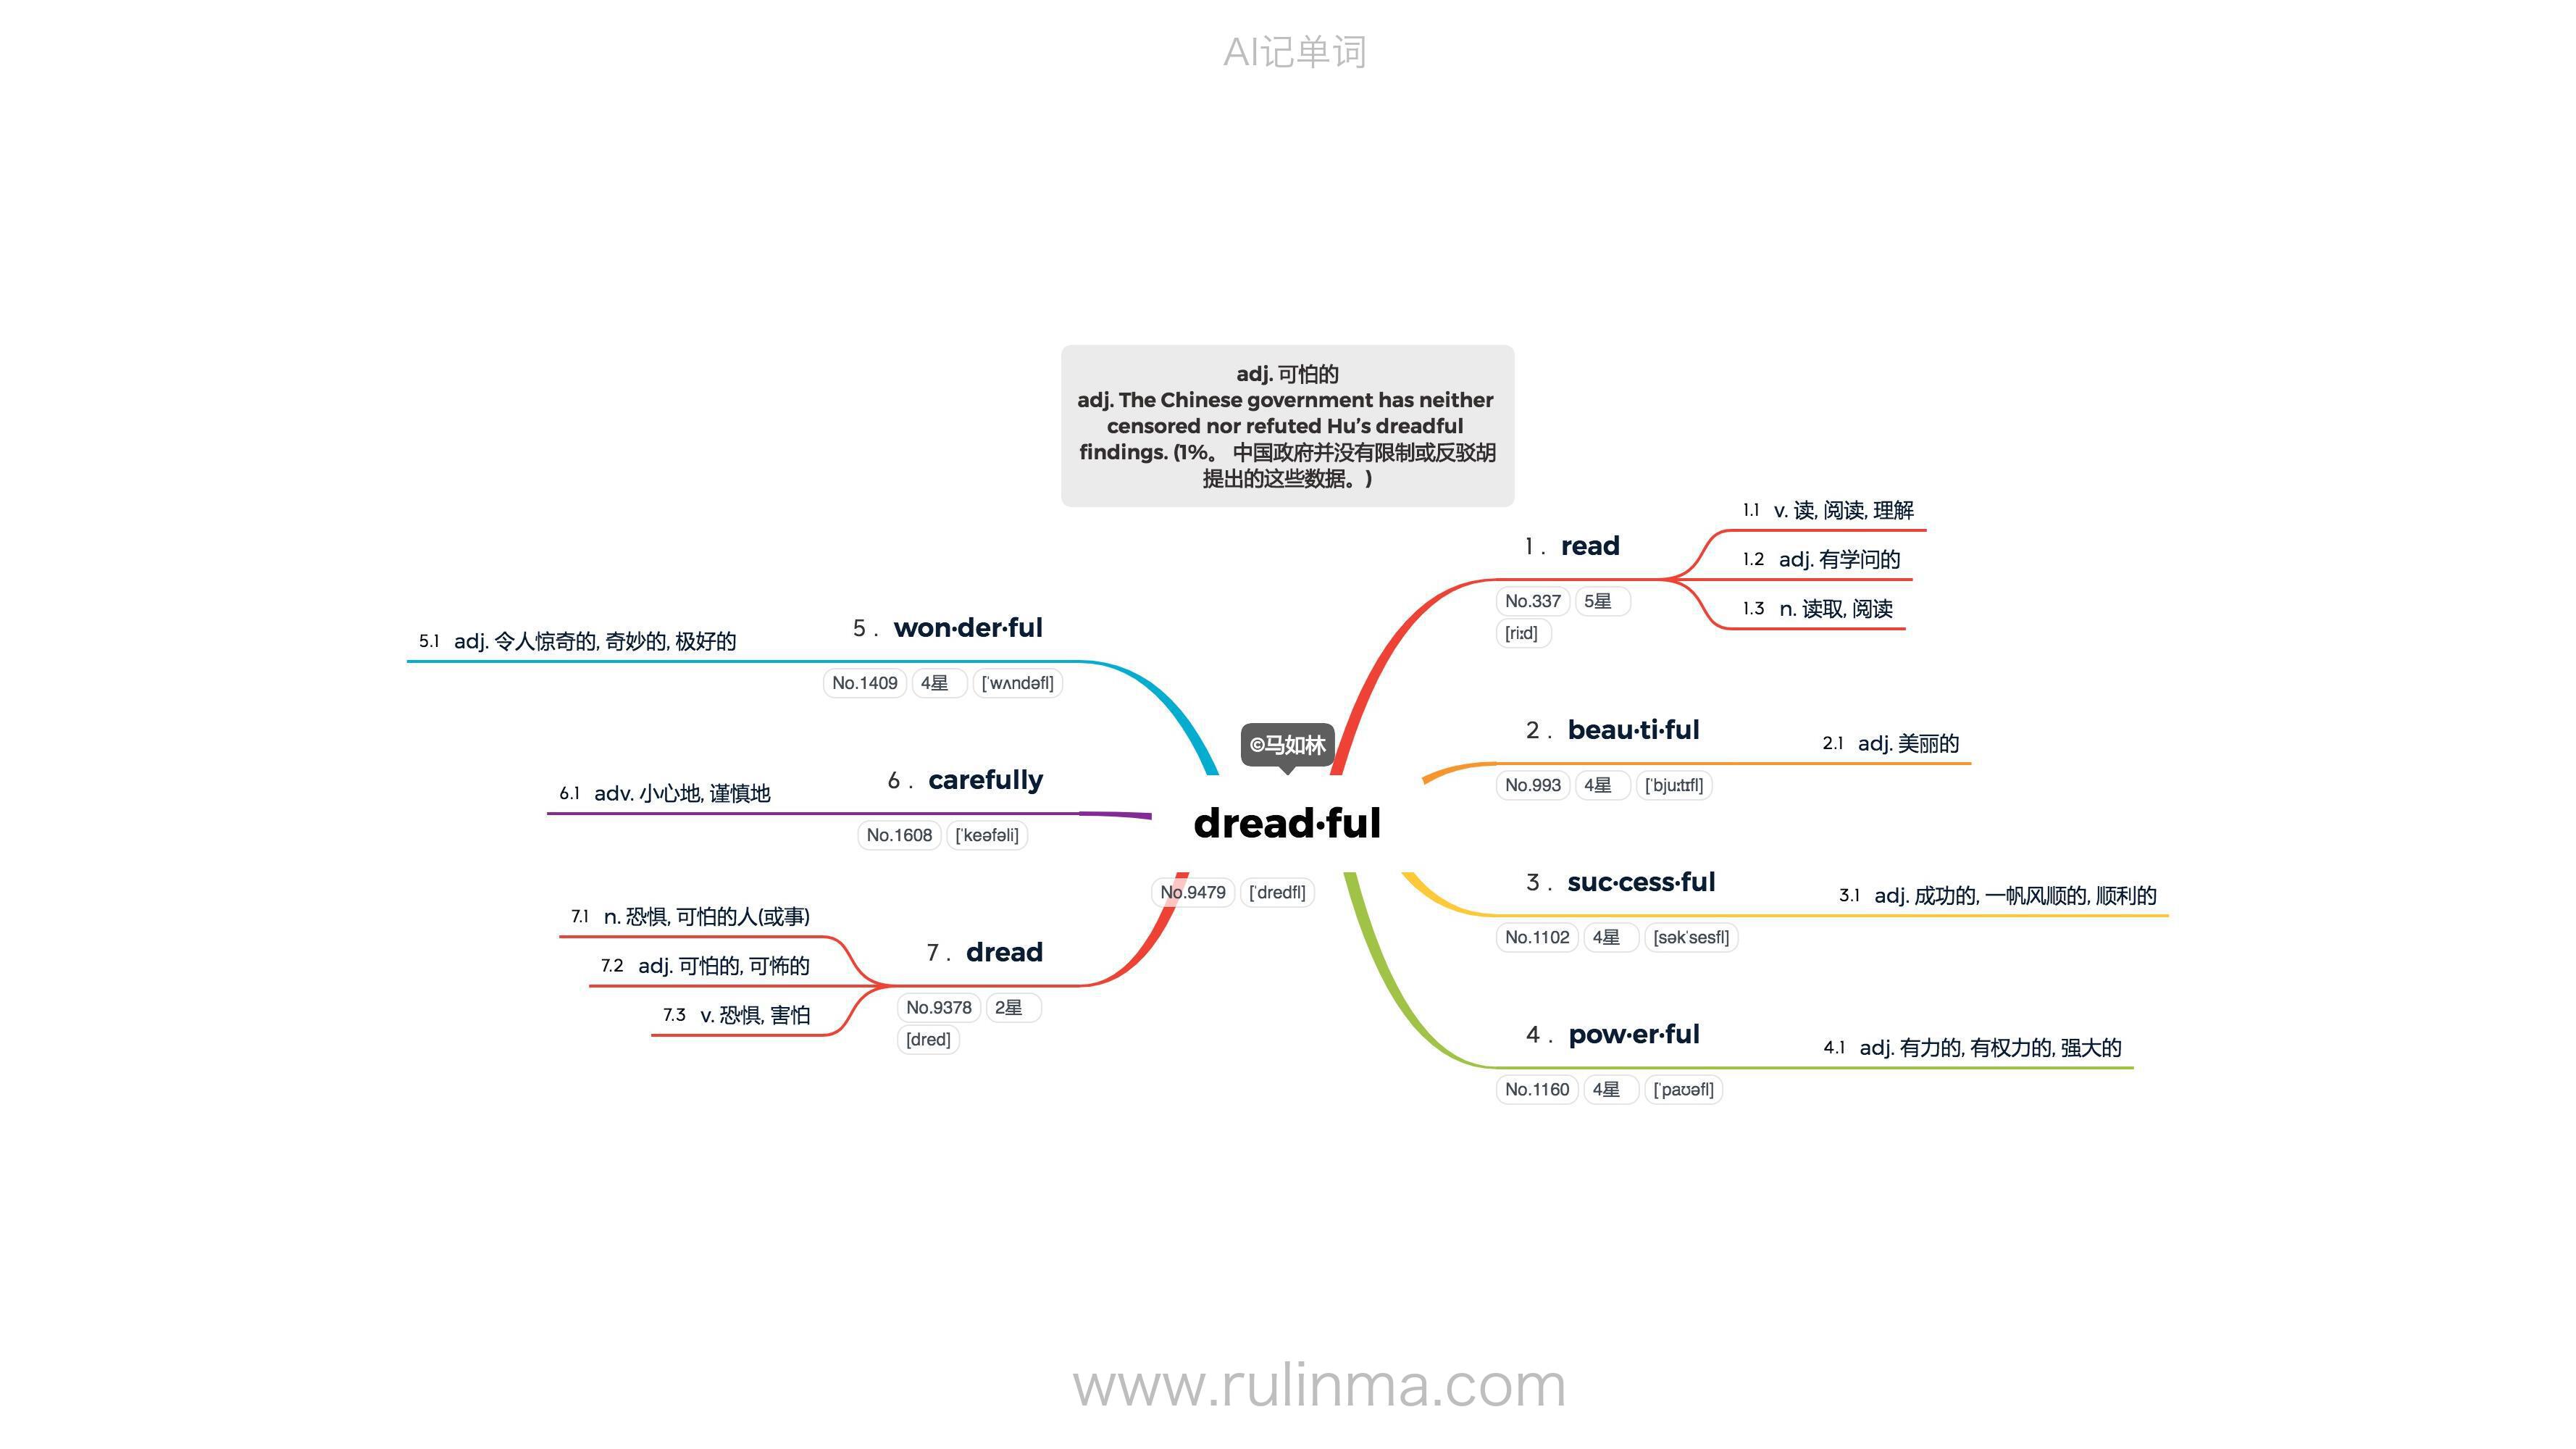 AI记单词
adj. 可怕的
adj. The Chinese government has neither
censored nor refuted Hu’s dreadful
findings. (1%。 中国政府并没有限制或反驳胡
提出的这些数据。)
©马如林
dread·ful
No.9479 [ˈdredfl]
1 . read
No.337 5星
[riːd]
1.1 v. 读, 阅读, 理解
1.2 adj. 有学问的
1.3 n. 读取, 阅读
2 . beau·ti·ful
No.993 4星 [ˈbjuːtɪfl]
2.1 adj. 美丽的
3 . suc·cess·ful
No.1102 4星 [səkˈsesfl]
3.1 adj. 成功的, 一帆风顺的, 顺利的
4 . pow·er·ful
No.1160 4星 [ˈpaʊəfl]
4.1 adj. 有力的, 有权力的, 强大的
5 . won·der·ful
No.1409 4星 [ˈwʌndəfl]
5.1 adj. 令人惊奇的, 奇妙的, 极好的
6 . carefully
No.1608 [ˈkeəfəli]
6.1 adv. 小心地, 谨慎地
7 . dread
No.9378 2星
[dred]
7.1 n. 恐惧, 可怕的人(或事)
7.2 adj. 可怕的, 可怖的
7.3 v. 恐惧, 害怕
www.rulinma.com